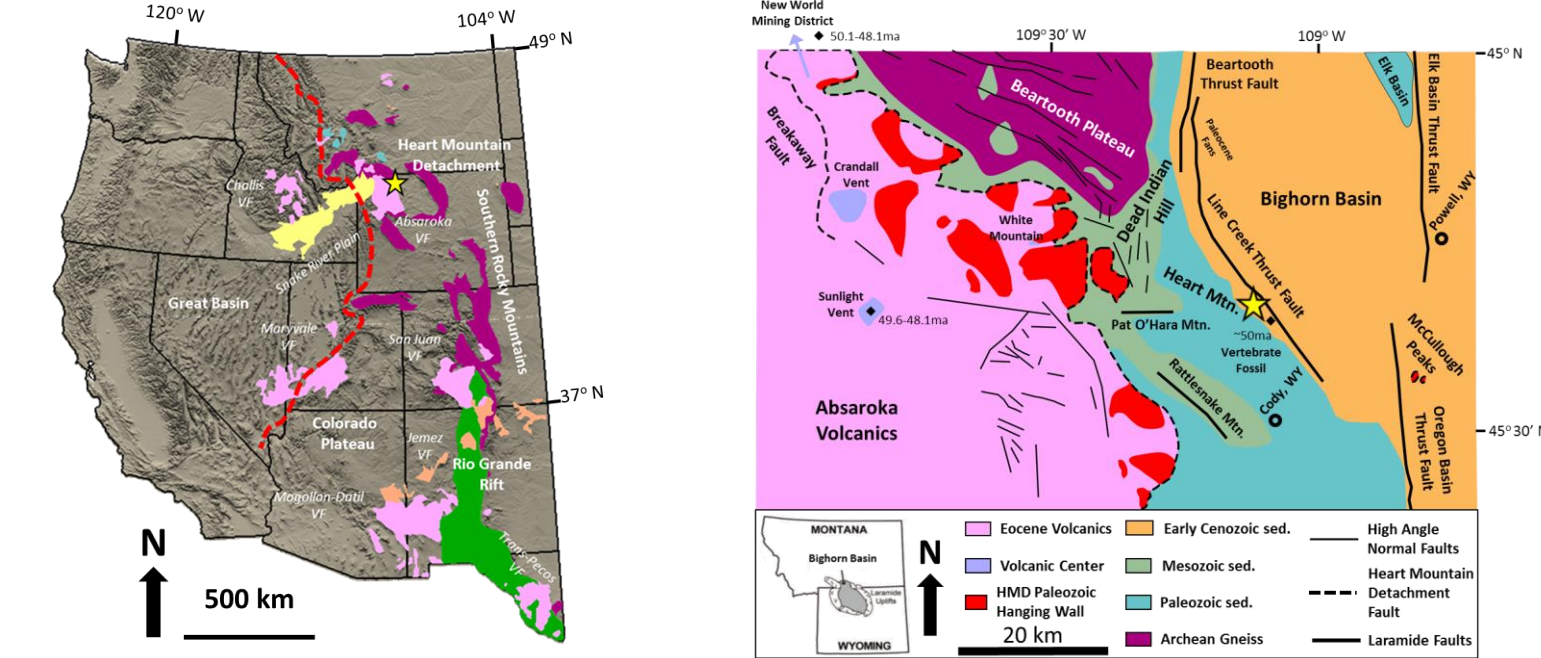 120° W
104° W
49° N
Heart Mountain
Detachment
Challis
VF
Absaroka
VF
Snake River Plain
Southern Rocky Mountains
Great Basin
Maryvale
VF
San Juan
VF
37° N
Colorado
Plateau
Jemez
VF
Rio Grande
Rift
Mogollon-Datil
VF
Trans-Pecos
VF
N
500 km
New World
Mining District
50.1-48.1ma
109°30' W
109° W
45° N
Beartooth
Thrust Fault
Elk Basin
Elk Basin Thrust Fault
Breakaway
Fault
Beartooth Plateau
Paleocene
Fans
Crandall
Vent
Dead Indian
Hill
Bighorn Basin
Powell, WY
White
Mountain
Line Creek Thrust Fault
Heart Mtn.
Sunlight
Vent
49.6-48.1ma
Pat O'Hara Mtn.
~50ma
Vertebrate
Fossil
McCullough
Peaks
Rattlesnake Mtn.
Cody, WY
Absaroka
Volcanics
Oregon Basin
Thrust Fault
45° 30' N
MONTANA
Bighorn Basin
Laramide
Uplifts
WYOMING
N
Eocene Volcanics
Volcanic Center
HMD Paleozoic
Hanging Wall
20 km
Early Cenozoic sed.
Mesozoic sed.
Paleozoic sed.
Archean Gneiss
High Angle
Normal Faults
Heart Mountain
Detachment
Fault
Laramide Faults